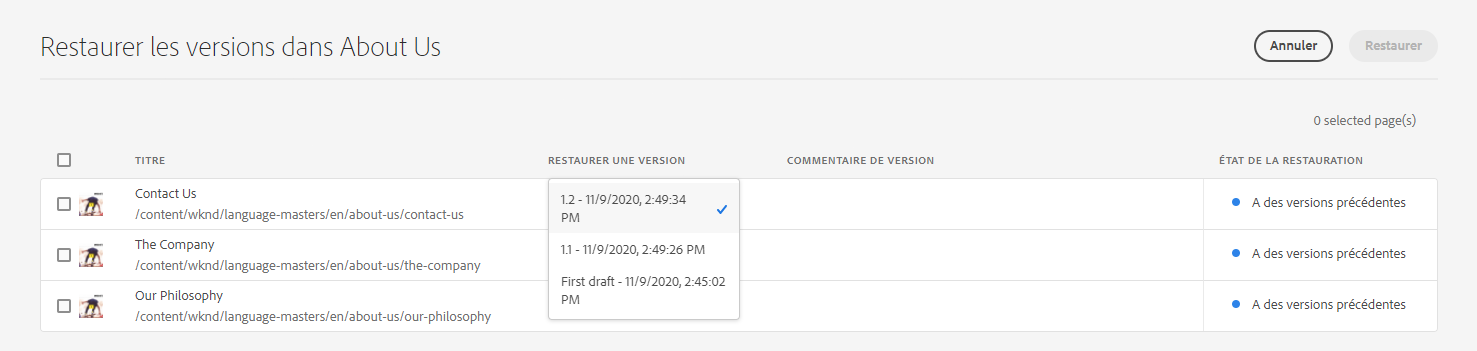 Restaurer les versions dans About Us
Annuler
Restaurer
0 selected page(s)
TITRE
RESTAURER UNE VERSION
COMMENTAIRE DE VERSION
ÉTAT DE LA RESTAURATION
Contact Us
/content/wknd/language-masters/en/about-us/contact-us
1.2 - 11/9/2020, 2:49:34
PM
A des versions précédentes
The Company
/content/wknd/language-masters/en/about-us/the-company
1.1 - 11/9/2020, 2:49:26 PM
A des versions précédentes
Our Philosophy
/content/wknd/language-masters/en/about-us/our-philosophy
First draft - 11/9/2020, 2:45:02
PM
A des versions précédentes